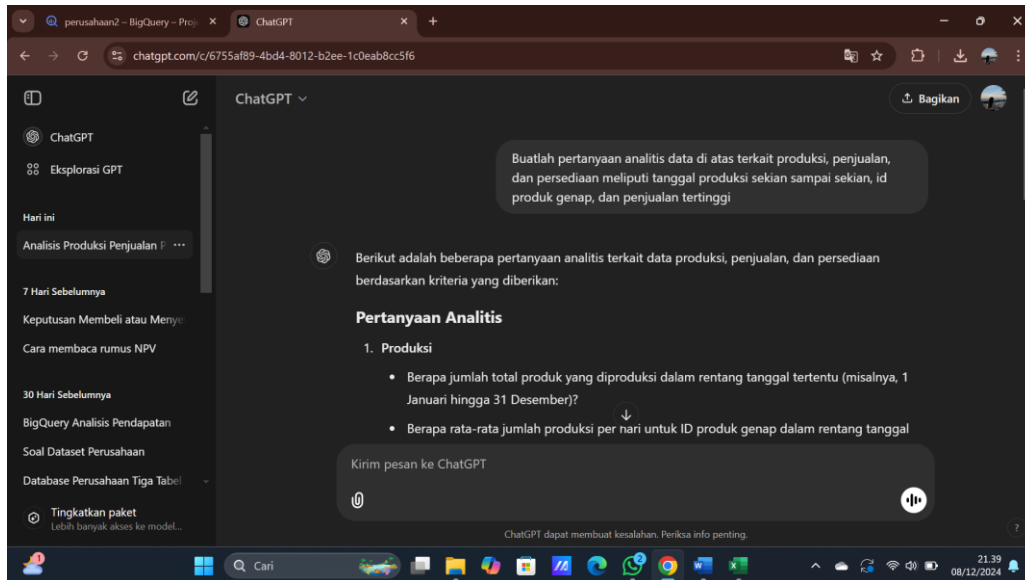 perusahaan2 – BigQuery – Proj
ChatGPT
chatgpt.com/c/6755af89-4bd4-8012-b2ee-1c0eab8cc5f6
ChatGPT
Bagikan
ChatGPT
Eksplorasi GPT
Hari ini
Analisis Produksi Penjualan P
7 Hari Sebelumnya
Keputusan Membeli atau Menye
Cara membaca rumus NPV
30 Hari Sebelumnya
BigQuery Analisis Pendapatan
Soal Dataset Perusahaan
Database Perusahaan Tiga Tabel
Tingkatkan paket
Lebih banyak akses ke model...
Buatlah pertanyaan analitis data di atas terkait produksi, penjualan,
dan persediaan meliputi tanggal produksi sekian sampai sekian, id
produk genap, dan penjualan tertinggi
Berikut adalah beberapa pertanyaan analitis terkait data produksi, penjualan, dan persediaan
berdasarkan kriteria yang diberikan:
Pertanyaan Analitis
1. Produksi
• Berapa jumlah total produk yang diproduksi dalam rentang tanggal tertentu (misalnya, 1
Januari hingga 31 Desember)?
• Berapa rata-rata jumlah produksi per hari untuk ID produk genap dalam rentang tanggal
Kirim pesan ke ChatGPT
ChatGPT dapat membuat kesalahan. Periksa info penting.
?
Cari
21.39
08/12/2024